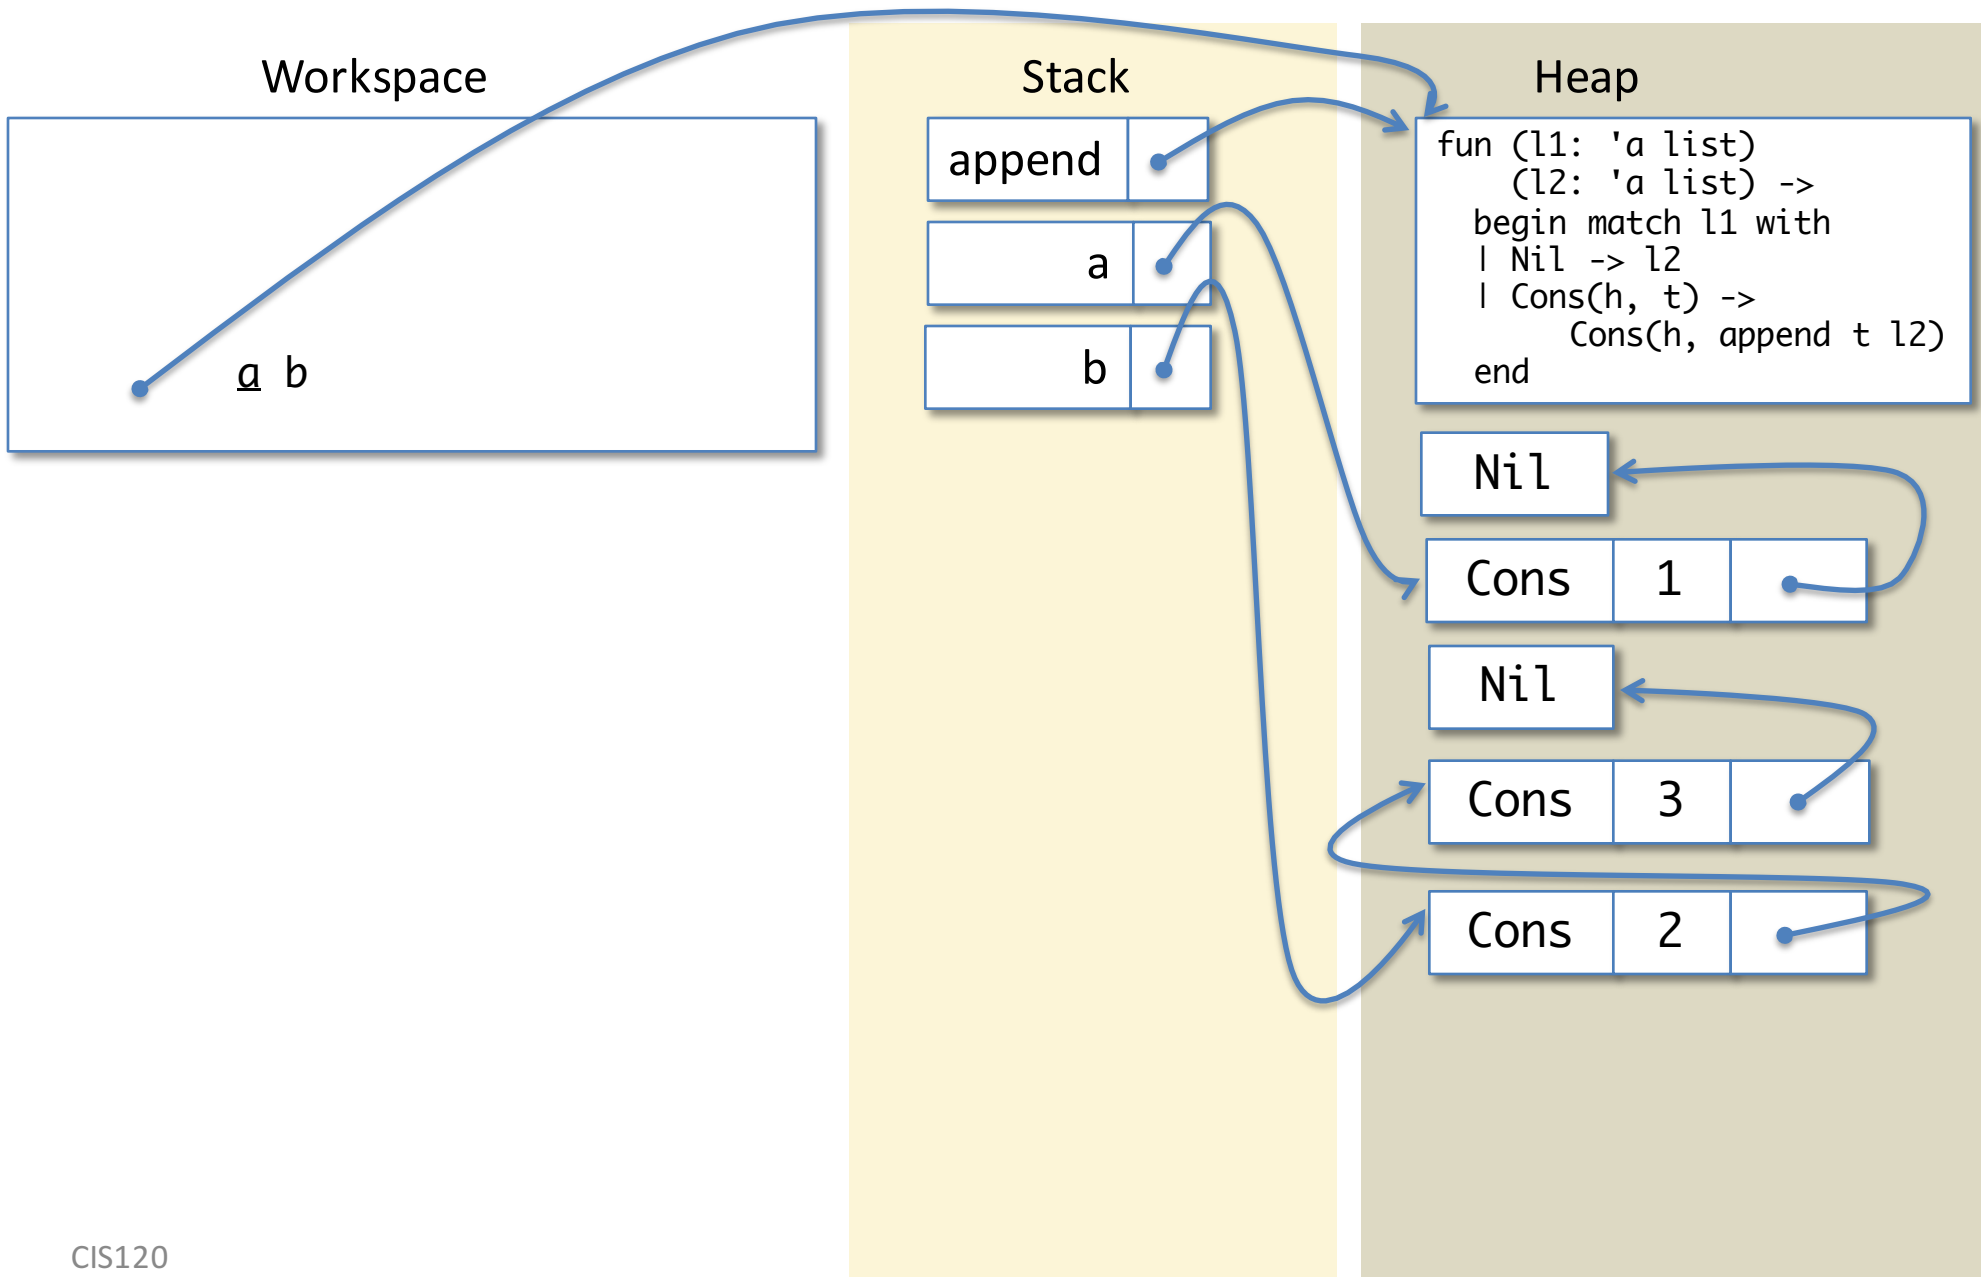 Workspace
Stack
Heap
a b
append
a
b
fun (l1: 'a list)
(l2: 'a list) ->
begin match l1 with
| Nil -> l2
| Cons(h, t) ->
Cons(h, append t l2)
end
Nil
Cons 1
Nil
Cons 3
Cons 2
CIS120